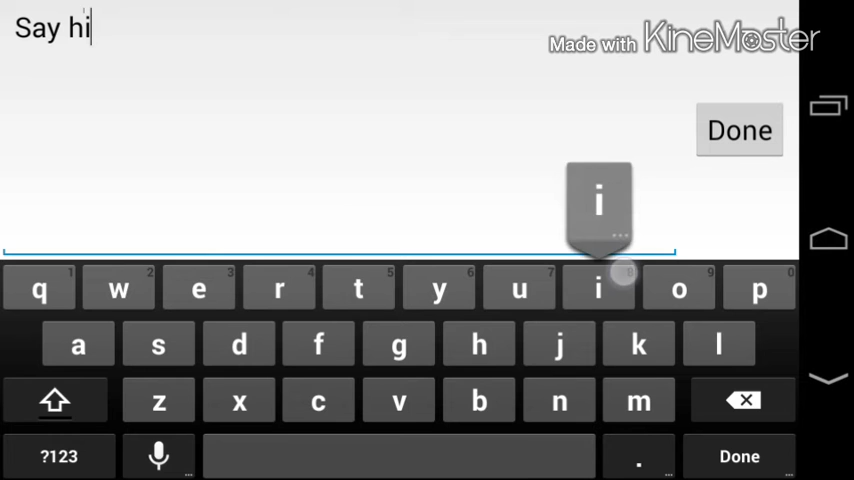 Say hi
Made with KINEMASTER
Done
i
q 1 w 2 e 3 r 4 t 5 y 6 u 7 i 8 o 9 p 0
a s d f g h j k l
z x c v b n m
?123 . Done